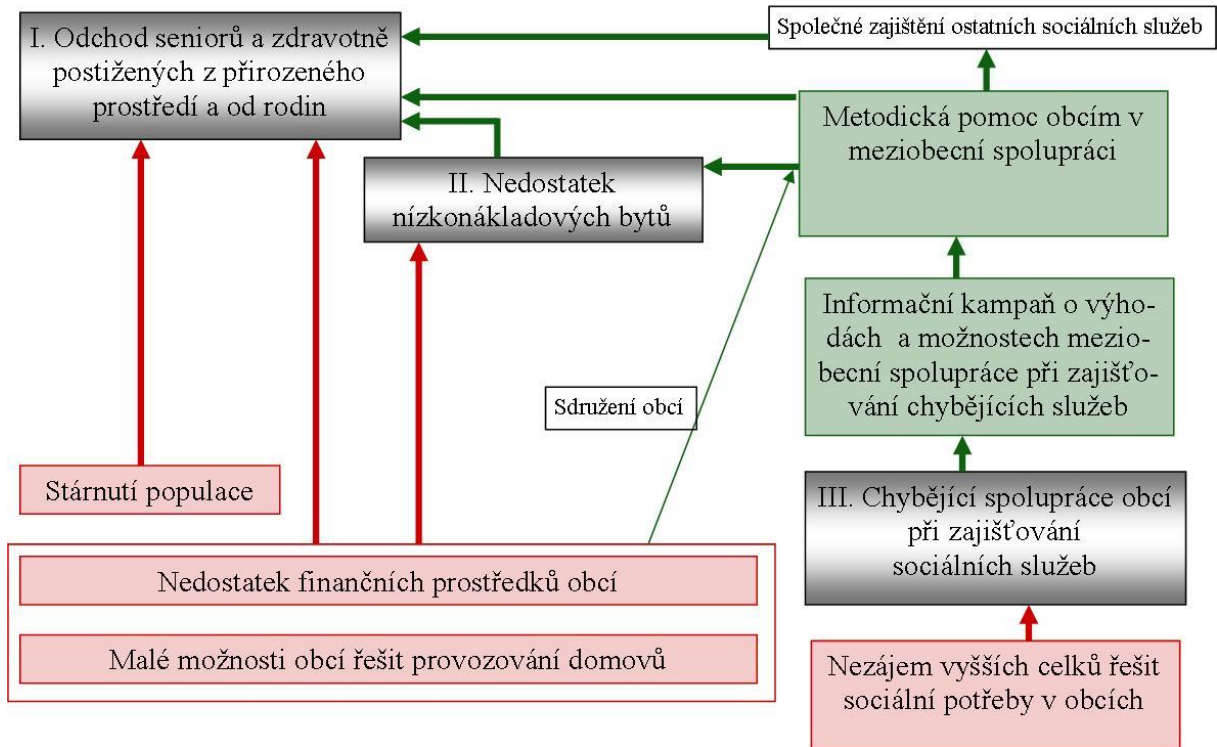 I. Odchod seniorů a zdravotně
postižených z přirozeného
prostředí a od rodin
Společné zajištění ostatních sociálních služeb
Metodická pomoc obcím v
meziobecní spolupráci
II. Nedostatek
nízkonákladových bytů
Informační kampaň o výho-
dách a možnostech mezio-
becní spolupráce při zajišťo-
vání chybějících služeb
Sdružení obcí
Stárnutí populace
III. Chybějící spolupráce obcí
při zajišťování
sociálních služeb
Nedostatek finančních prostředků obcí
Malé možnosti obcí řešit provozování domovů
Nezájem vyšších celků řešit
sociální potřeby v obcích